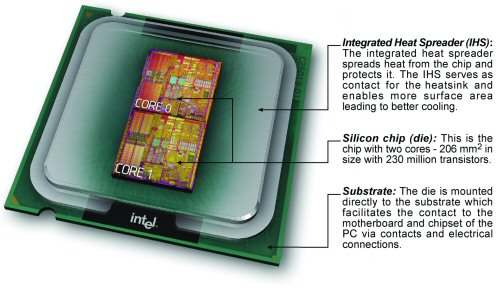 Integrated Heat Spreader (IHS):
The integrated heat spreader
spreads heat from the chip and
protects it. The IHS serves as
contact for the heatsink and
enables more surface area
leading to better cooling.
CORE 0
CORE 1
Silicon chip (die): This is the
chip with two cores - 206 mm² in
size with 230 million transistors.
Substrate: The die is mounted
directly to the substrate which
facilitates the contact to the
motherboard and chipset of the
PC via contacts and electrical
connections.
intel